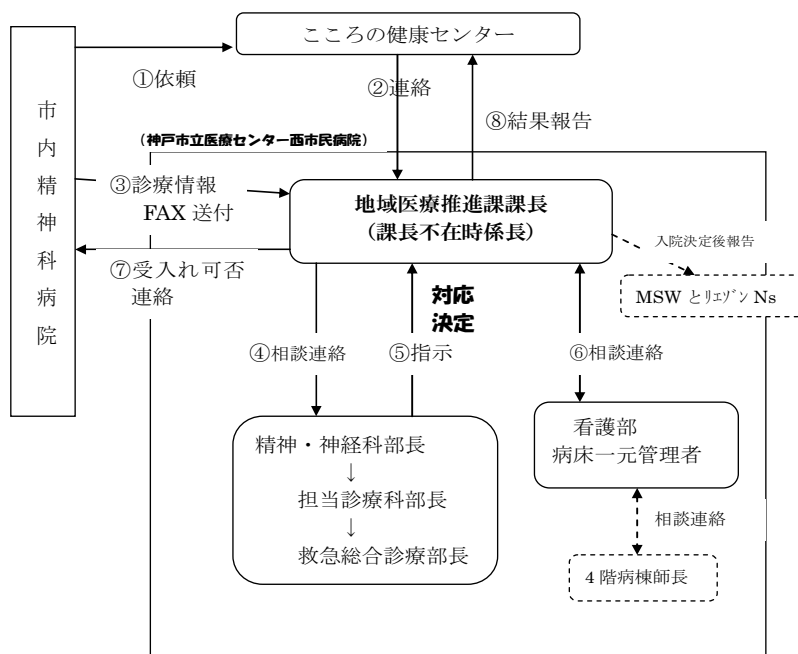 こころの健康センター
①依頼
②連絡
⑧結果報告
市内精神科病院
(神戸市立医療センター西市民病院)
③診療情報
FAX 送付
地域医療推進課課長
(課長不在時係長)
入院決定後報告
MSW とリエゾン Ns
⑦受入れ可否
連絡
対応
決定
④相談連絡
⑤指示
⑥相談連絡
精神・神経科部長
↓
担当診療科部長
↓
救急総合診療部長
看護部
病床一元管理者
相談連絡
4 階病棟師長